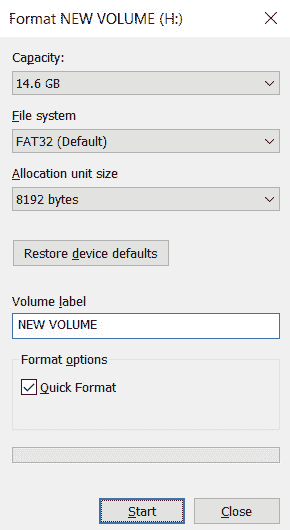 Format NEW VOLUME (H:)
Capacity:
14.6 GB
File system
FAT32 (Default)
Allocation unit size
8192 bytes
Restore device defaults
Volume label
NEW VOLUME
Format options
Quick Format
Start
Close